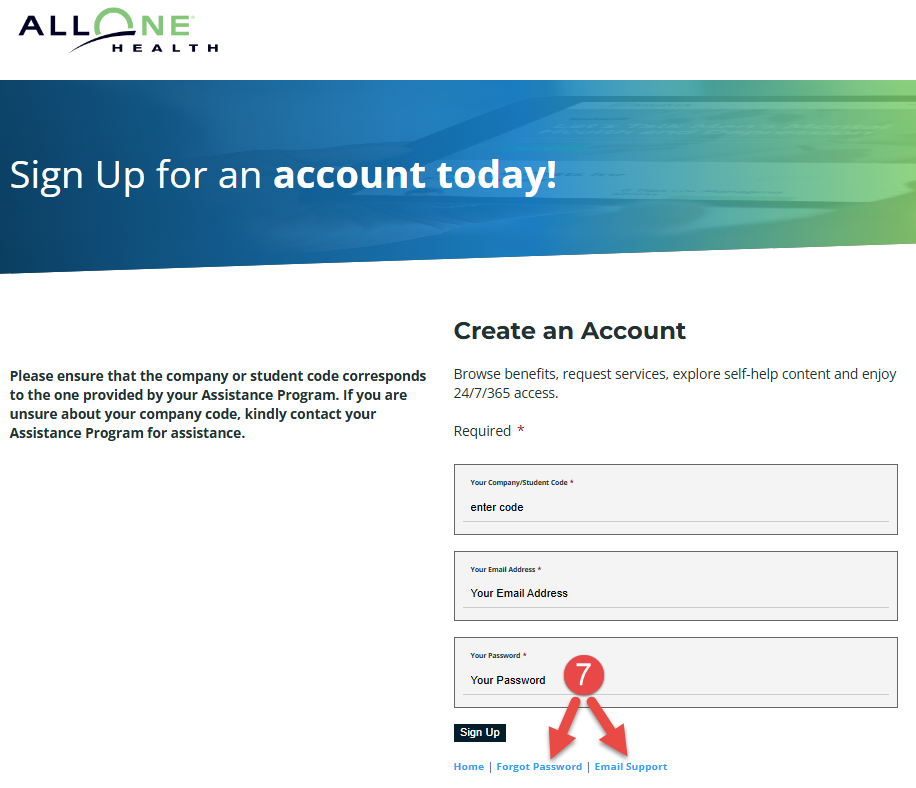 ALLONE
HEALTH
Sign Up for an account today!
Please ensure that the company or student code corresponds
to the one provided by your Assistance Program. If you are
unsure about your company code, kindly contact your
Assistance Program for assistance.
Create an Account
Browse benefits, request services, explore self-help content and enjoy
24/7/365 access.
Required *
Your Company/Student Code *
enter code
Your Email Address *
Your Email Address
Your Password *
Your Password
7
Sign Up
Home | Forgot Password | Email Support